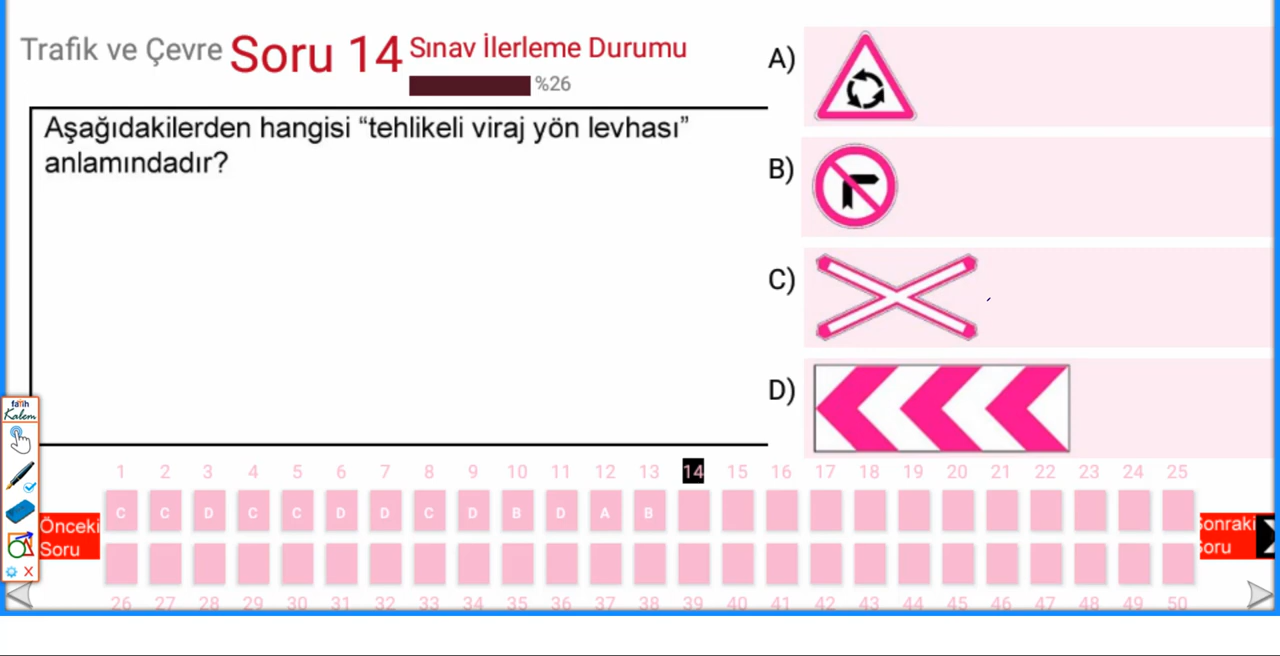 Trafik ve Çevre Soru 14 Sınav İlerleme Durumu
%26
Aşağıdakilerden hangisi “tehlikeli viraj yön levhası”
anlamındadır?
A)
B)
C)
D)
fatih
Kalem
1 2 3 4 5 6 7 8 9 10 11 12 13 14 15 16 17 18 19 20 21 22 23 24 25
C C D C C D D C D B D A B
Önceki
Soru
Sonraki
Soru
26 27 28 29 30 31 32 33 34 35 36 37 38 39 40 41 42 43 44 45 46 47 48 49 50